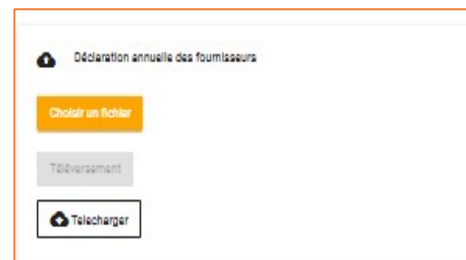 Déclaration annuelle des fournisseurs
Choisir un fichier
Téléversement
Telecharger